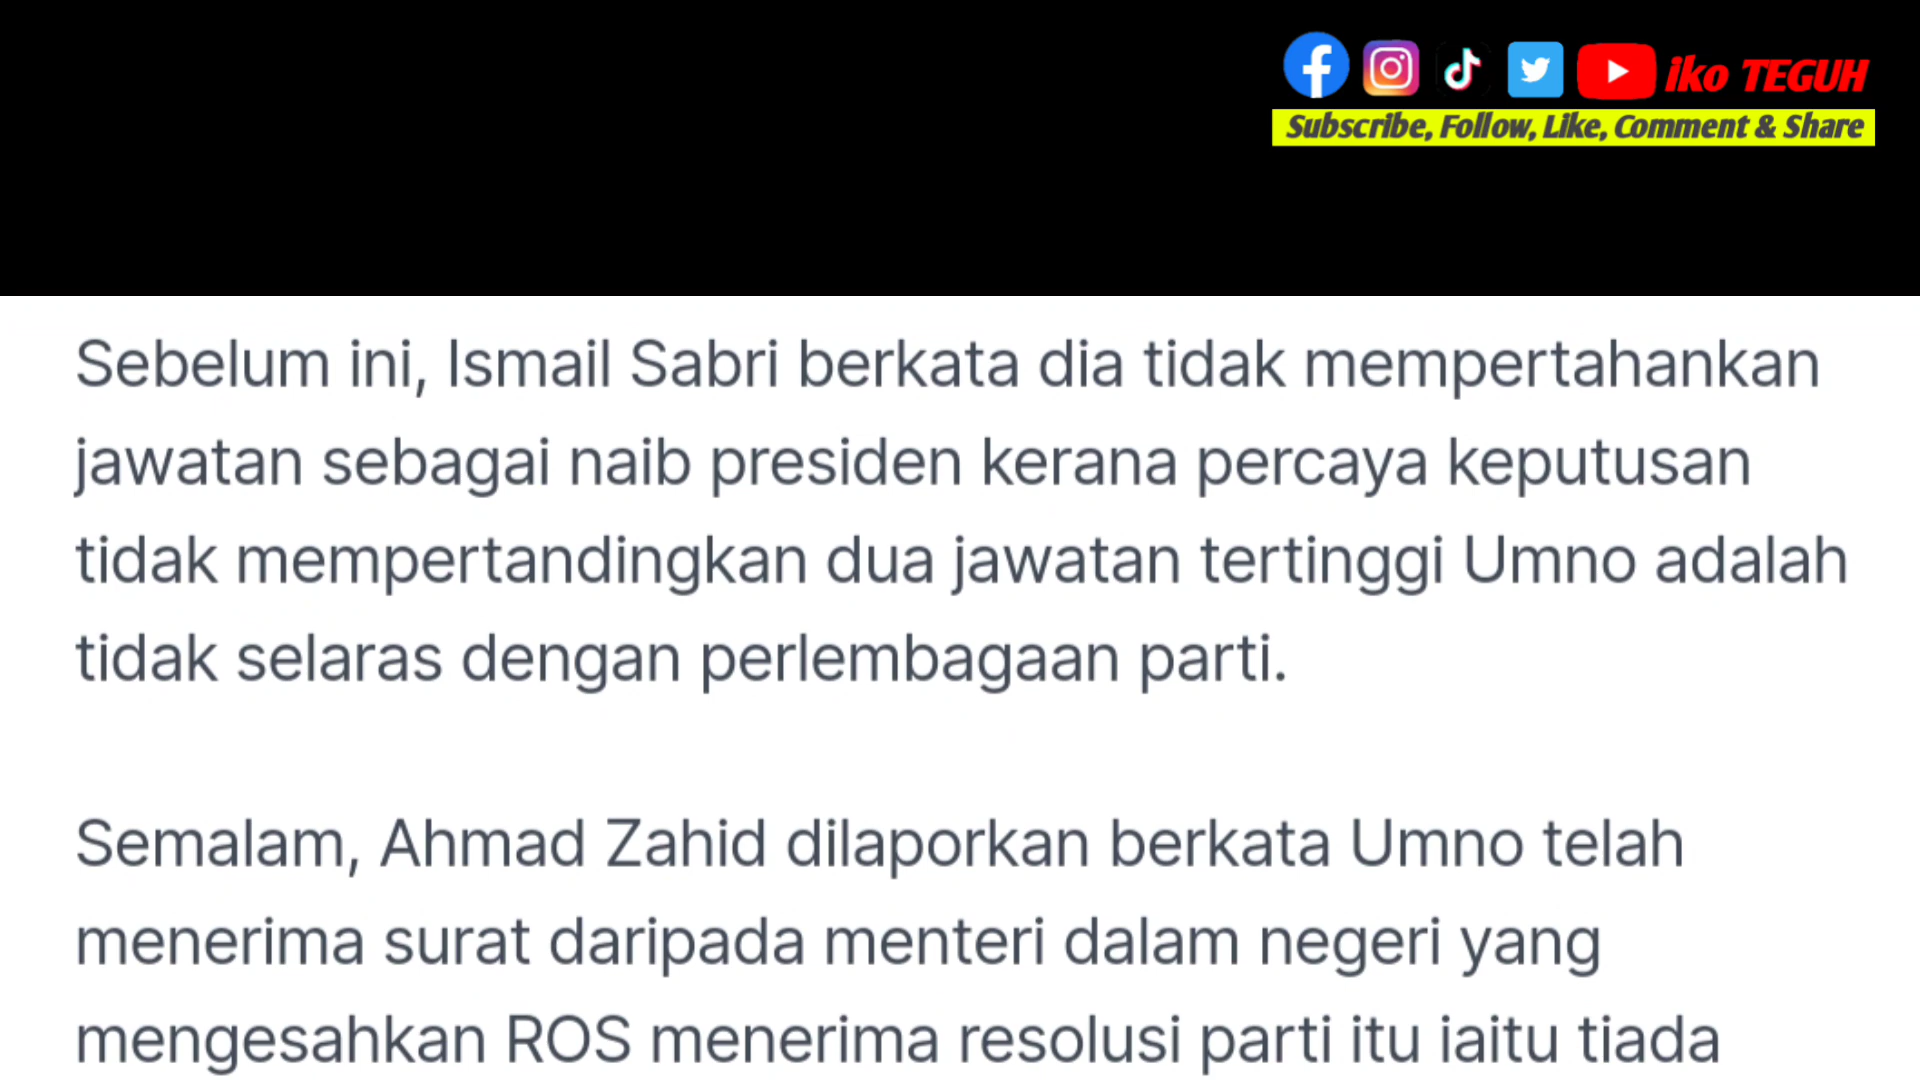 iko TEGUH
Subscribe, Follow, Like, Comment & Share
Sebelum ini, Ismail Sabri berkata dia tidak mempertahankan
jawatan sebagai naib presiden kerana percaya keputusan
tidak mempertandingkan dua jawatan tertinggi Umno adalah
tidak selaras dengan perlembagaan parti.
Semalam, Ahmad Zahid dilaporkan berkata Umno telah
menerima surat daripada menteri dalam negeri yang
mengesahkan ROS menerima resolusi parti itu iaitu tiada